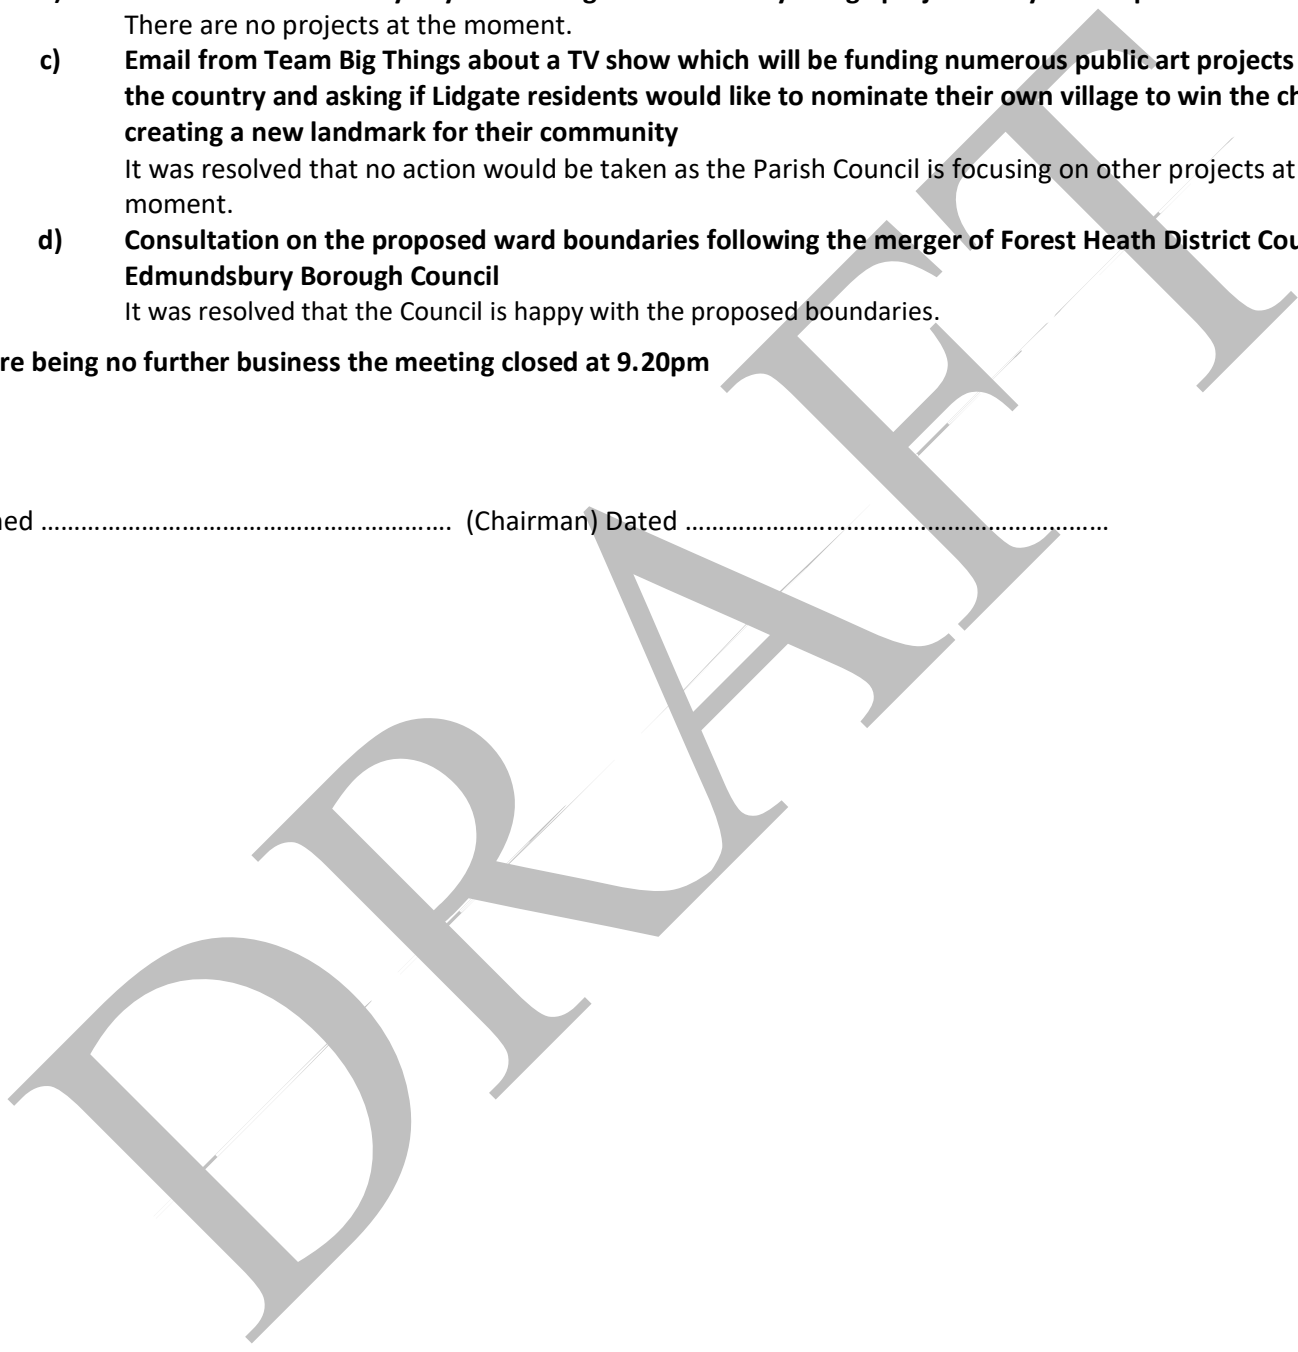 There are no projects at the moment.
c) Email from Team Big Things about a TV show which will be funding numerous public art projects
the country and asking if Lidgate residents would like to nominate their own village to win the ch
creating a new landmark for their community
It was resolved that no action would be taken as the Parish Council is focusing on other projects at
moment.
d) Consultation on the proposed ward boundaries following the merger of Forest Heath District Cou
Edmundsbury Borough Council
It was resolved that the Council is happy with the proposed boundaries.
re being no further business the meeting closed at 9.20pm
ned ……………………………………………………. (Chairman) Dated ………………………………………………………
DRAFT